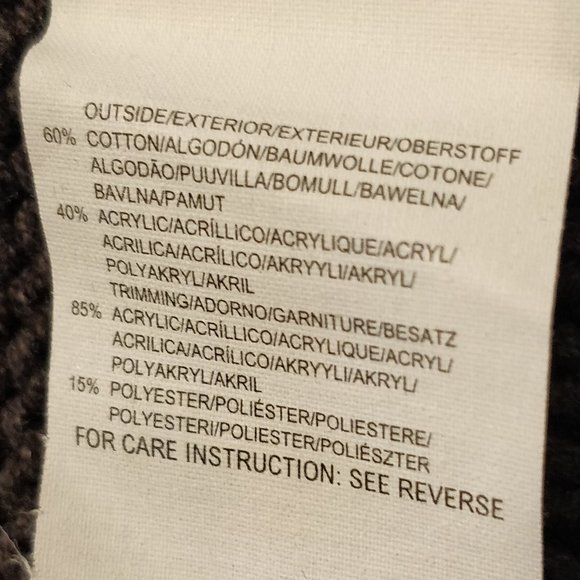 OUTSIDE/EXTERIOR/EXTERIEUR/OBERSTOFF
60% COTTON/ALGODÓN/BAUMWOLLE/COTONE/
ALGODÃO/PUUVILLA/BOMULL/BAWELNA/
BAVLNA/PAMUT
40% ACRYLIC/ACRÍLLICO/ACRYLIQUE/ACRYL/
ACRILICA/ACRÍLICO/AKRYYLI/AKRYL/
POLYAKRYL/AKRIL
TRIMMING/ADORNO/GARNITURE/BESATZ
85% ACRYLIC/ACRÍLLICO/ACRYLIQUE/ACRYL/
ACRILICA/ACRÍLICO/AKRYYLI/AKRYL/
POLYAKRYL/AKRIL
15% POLYESTER/POLIÉSTER/POLIESTERE/
POLYESTERI/POLIESTER/POLIÉSZTER
FOR CARE INSTRUCTION: SEE REVERSE